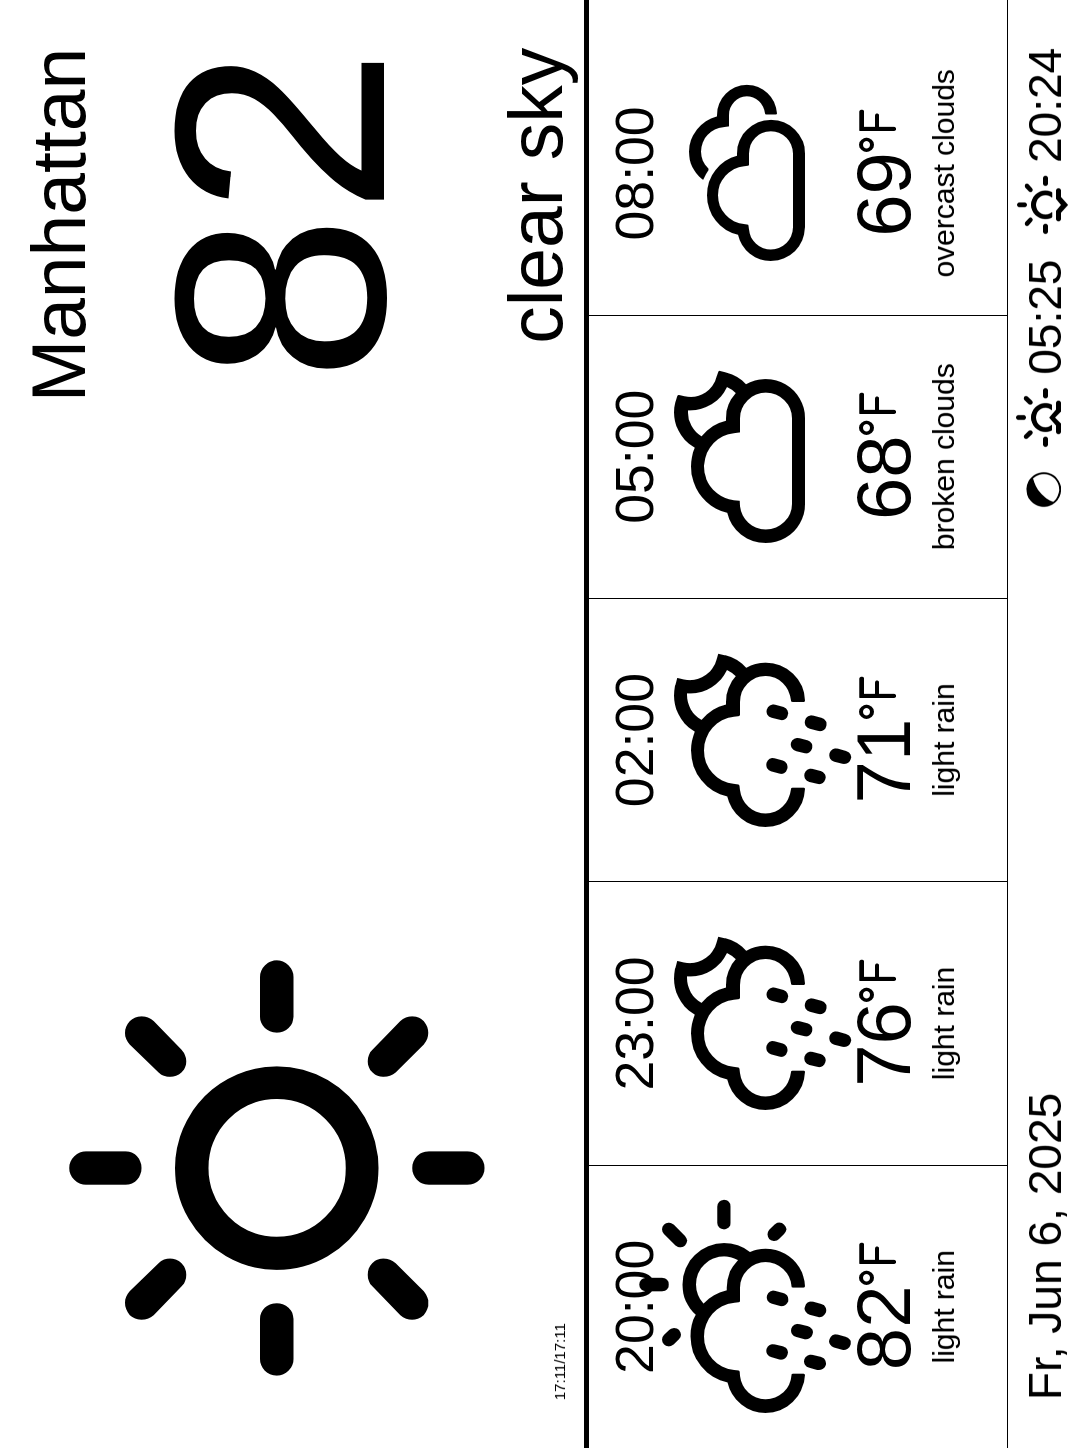 Manhattan
82
clear sky
17:11/17:11
20:00
82°F
light rain
23:00
76°F
light rain
02:00
71°F
light rain
05:00
68°F
broken clouds
08:00
69°F
overcast clouds
Fr, Jun 6, 2025
05:25
20:24